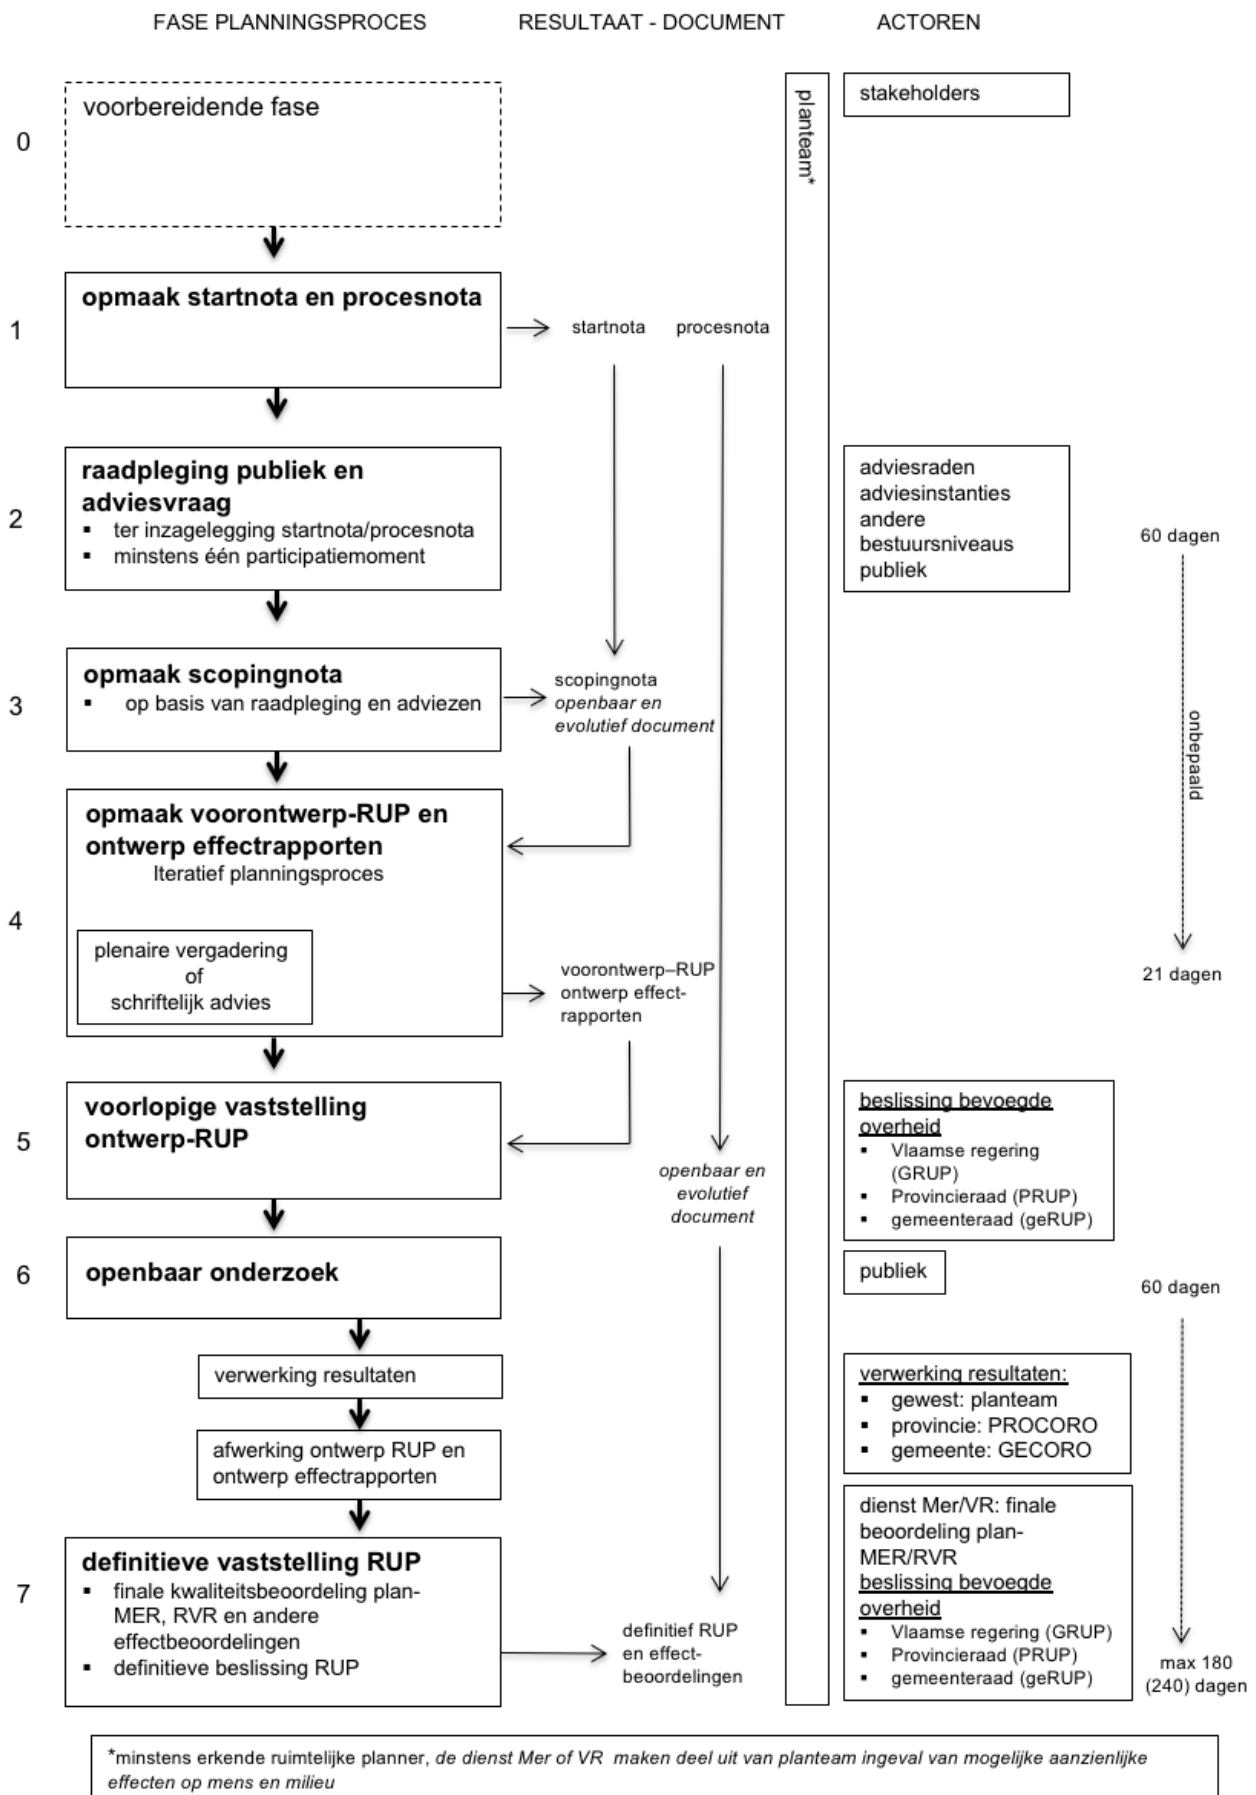 FASE PLANNINGSPROCES
RESULTAAT - DOCUMENT
ACTOREN
0
voorbereidende fase
planteam*
stakeholders
1
opmaak startnota en procesnota
startnota
procesnota
2
raadpleging publiek en
adviesvraag
▪ ter inzagelegging startnota/procesnota
▪ minstens één participatiemoment
adviesraden
adviesinstanties
andere
bestuursniveaus
publiek
60 dagen
3
opmaak scopingnota
▪ op basis van raadpleging en adviezen
scopingnota
openbaar en
evolutief document
onbepaald
4
opmaak voorontwerp-RUP en
ontwerp effectrapporten
Iteratief planningsproces
plenaire vergadering
of
schriftelijk advies
voorontwerp–RUP
ontwerp effect-
rapporten
21 dagen
5
voorlopige vaststelling
ontwerp-RUP
openbaar en
evolutief
document
beslissing bevoegde
overheid
▪ Vlaamse regering
(GRUP)
▪ Provincieraad (PRUP)
▪ gemeenteraad (geRUP)
6
openbaar onderzoek
publiek
60 dagen
verwerking resultaten
verwerking resultaten:
▪ gewest: planteam
▪ provincie: PROCORO
▪ gemeente: GECORO
afwerking ontwerp RUP en
ontwerp effectrapporten
7
definitieve vaststelling RUP
▪ finale kwaliteitsbeoordeling plan-
MER, RVR en andere
effectbeoordelingen
▪ definitieve beslissing RUP
definitief RUP
en effect-
beoordelingen
dienst Mer/VR: finale
beoordeling plan-
MER/RVR
beslissing bevoegde
overheid
▪ Vlaamse regering (GRUP)
▪ Provincieraad (PRUP)
▪ gemeenteraad (geRUP)
max 180
(240) dagen
*minstens erkende ruimtelijke planner, de dienst Mer of VR maken deel uit van planteam ingeval van mogelijke aanzienlijke
effecten op mens en milieu